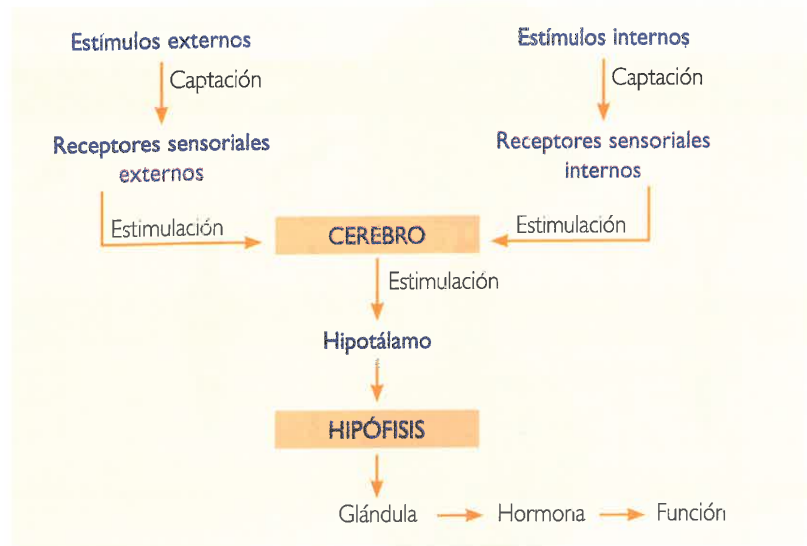 Estímulos externos
Estímulos internos
Captación
Captación
Receptores sensoriales
externos
Receptores sensoriales
internos
Estimulación
CEREBRO
Estimulación
Estimulación
Hipotálamo
HIPÓFISIS
Glándula
Hormona
Función